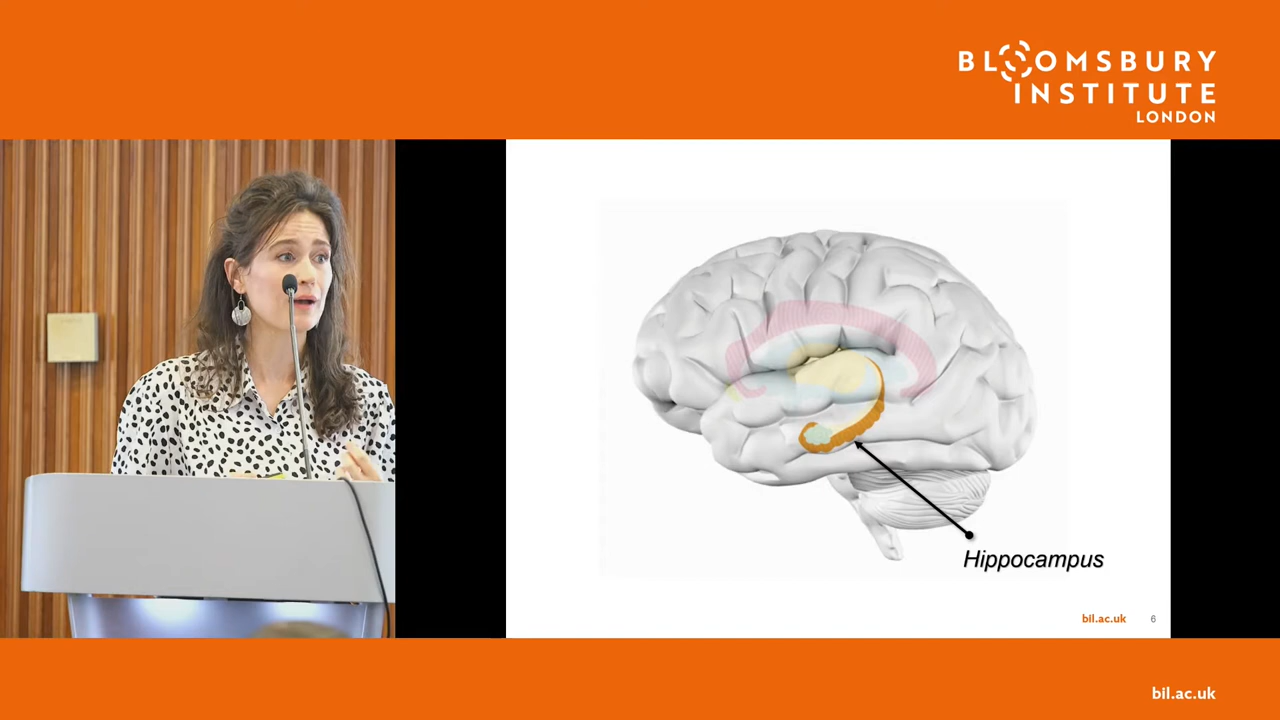 BLOOMSBURY
INSTITUTE
LONDON
Hippocampus
bil.ac.uk 6
bil.ac.uk